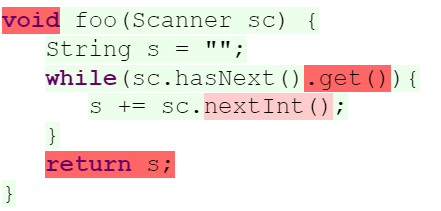 void foo(Scanner sc) {
String s = "";
while(sc.hasNext().get()){
s += sc.nextInt();
}
return s;
}